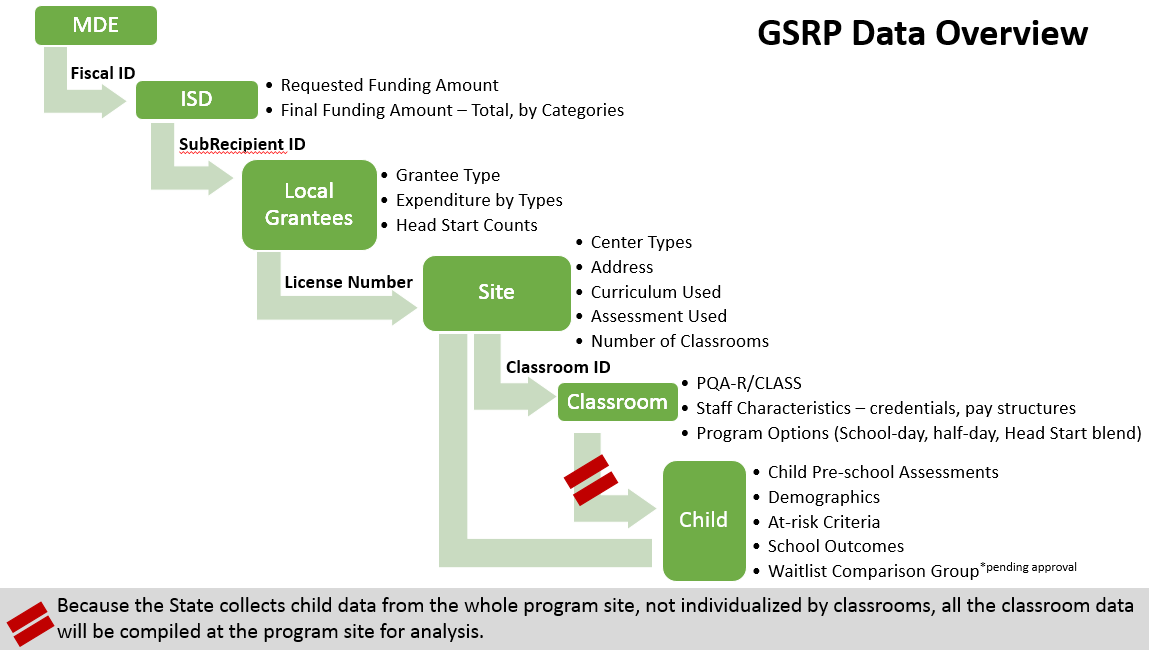 MDE
GSRP Data Overview
Fiscal ID
ISD
• Requested Funding Amount
• Final Funding Amount – Total, by Categories
SubRecipient ID
Local
Grantees
• Grantee Type
• Expenditure by Types
• Head Start Counts
License Number
Site
• Center Types
• Address
• Curriculum Used
• Assessment Used
• Number of Classrooms
Classroom ID
Classroom
• PQA-R/CLASS
• Staff Characteristics – credentials, pay structures
• Program Options (School-day, half-day, Head Start blend)
Child
• Child Pre-school Assessments
• Demographics
• At-risk Criteria
• School Outcomes
• Waitlist Comparison Group*pending approval
Because the State collects child data from the whole program site, not individualized by classrooms, all the classroom data
will be compiled at the program site for analysis.